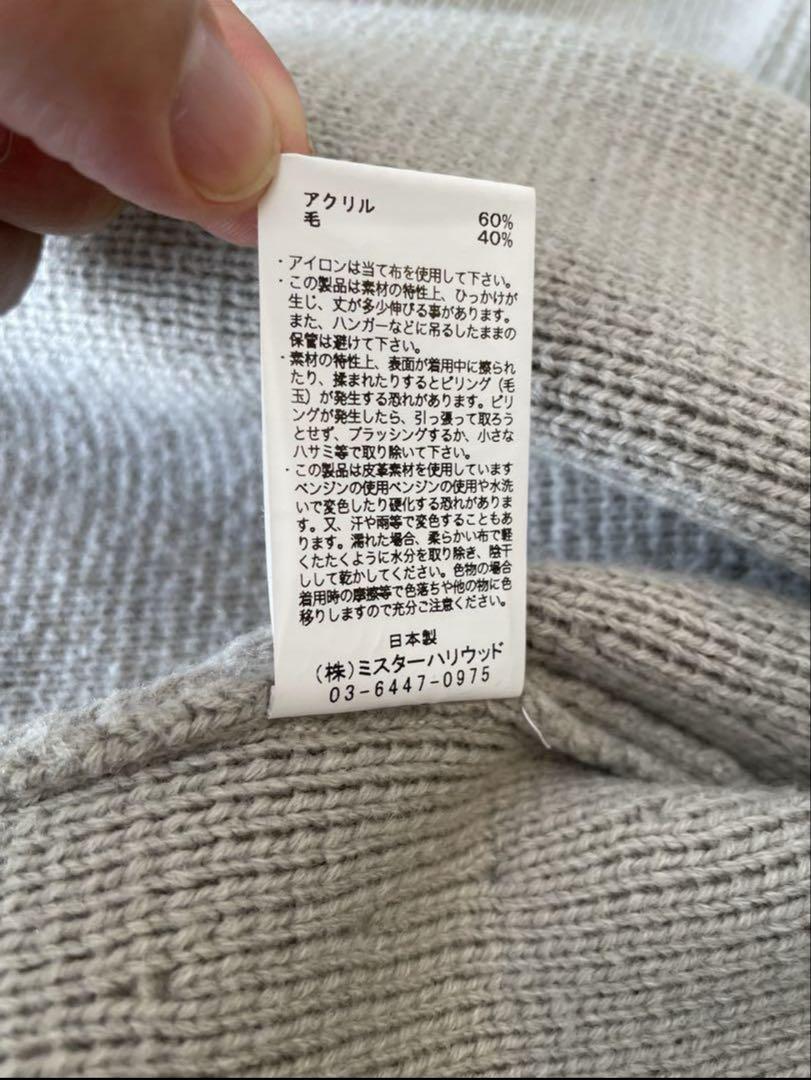 アクリル 60%
毛 40%
・アイロンは当て布を使用して下さい。
・この製品は素材の特性上、ひっかけが
生じ、丈が多少伸びる事があります。
また、ハンガーなどに吊るしたままの
保管は避けて下さい。
・素材の特性上、表面が着用中に擦られ
たり、揉まれたりするとピリング（毛
玉）が発生する恐れがあります。ピリ
ングが発生したら、引っ張って取ろう
とせず、ブラッシングするか、小さな
ハサミ等で取り除いて下さい。
・この製品は皮革素材を使用しています
ベンジンの使用ベンジンの使用や水洗
いで変色したり硬化する恐れがありま
す。又、汗や雨等で変色することもあ
ります。濡れた場合、柔らかい布で軽
くたたくように水分を取り除き、陰干
しして乾かしてください。色物の場合
着用時の摩擦等で色落ちや他の物に色
移りしますので充分ご注意ください。
日本製
（株）ミスターハリウッド
03-6447-0975